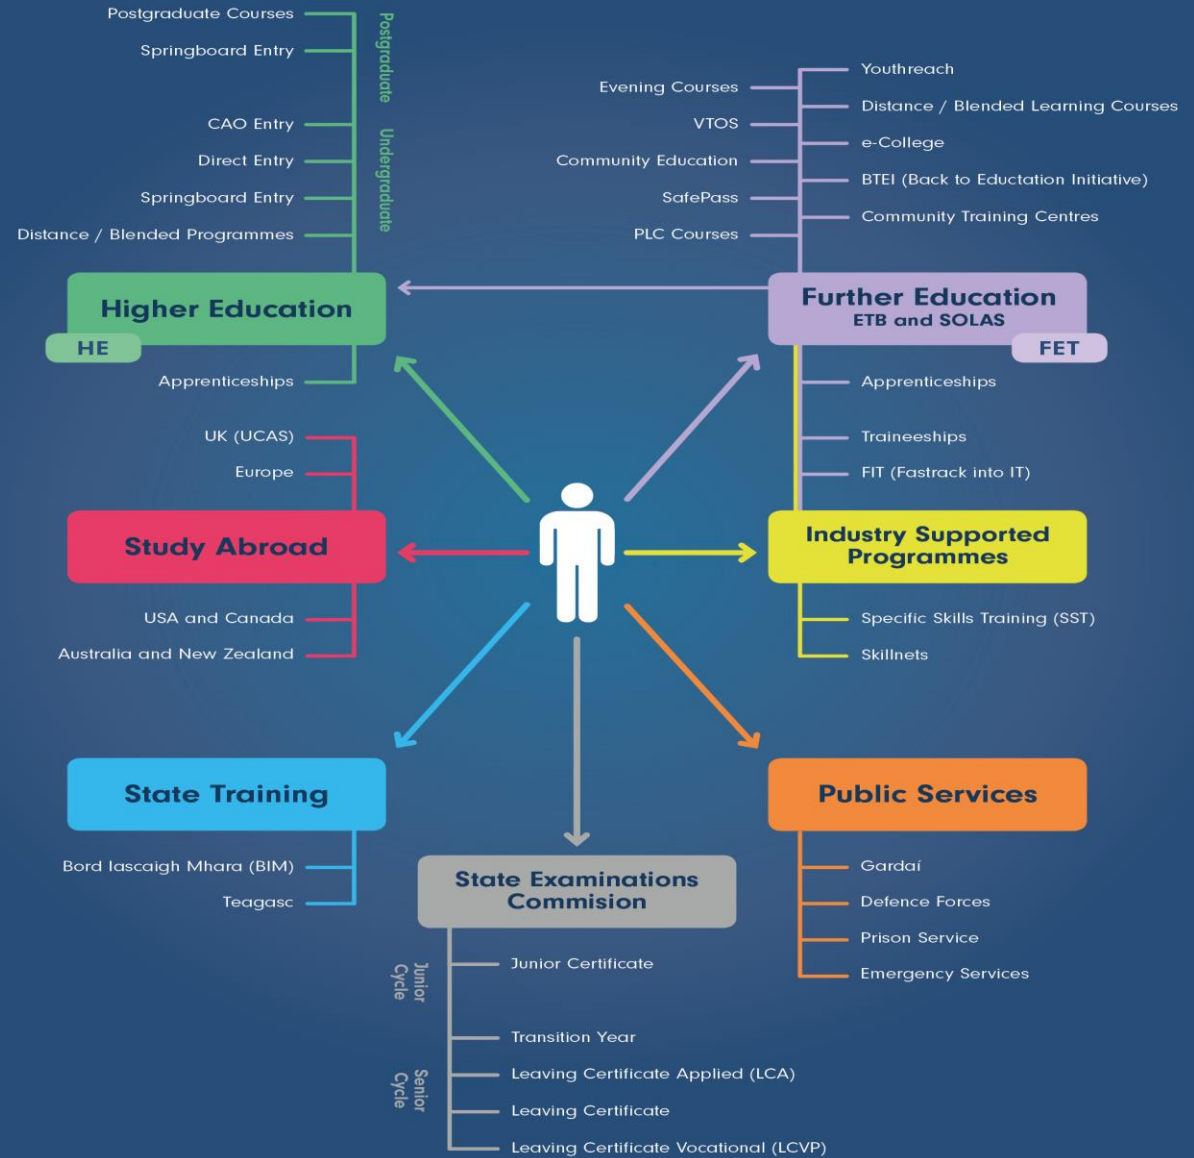 Postgraduate Courses
Springboard Entry
Postgraduate
CAO Entry
Direct Entry
Springboard Entry
Distance / Blended Programmes
Undergraduate
Higher Education
HE
Apprenticeships
Evening Courses
VTOS
Community Education
SafePass
PLC Courses
Youthreach
Distance / Blended Learning Courses
e-College
BTEI (Back to Eductation Initiative)
Community Training Centres
Further Education
ETB and SOLAS
FET
Apprenticeships
Traineeships
FIT (Fastrack into IT)
UK (UCAS)
Europe
Study Abroad
USA and Canada
Australia and New Zealand
Industry Supported
Programmes
Specific Skills Training (SST)
Skillnets
State Training
Bord Iascaigh Mhara (BIM)
Teagasc
Public Services
Gardaí
Defence Forces
Prison Service
Emergency Services
State Examinations
Commision
Junior
Cycle
Junior Certificate
Senior
Cycle
Transition Year
Leaving Certificate Applied (LCA)
Leaving Certificate
Leaving Certificate Vocational (LCVP)